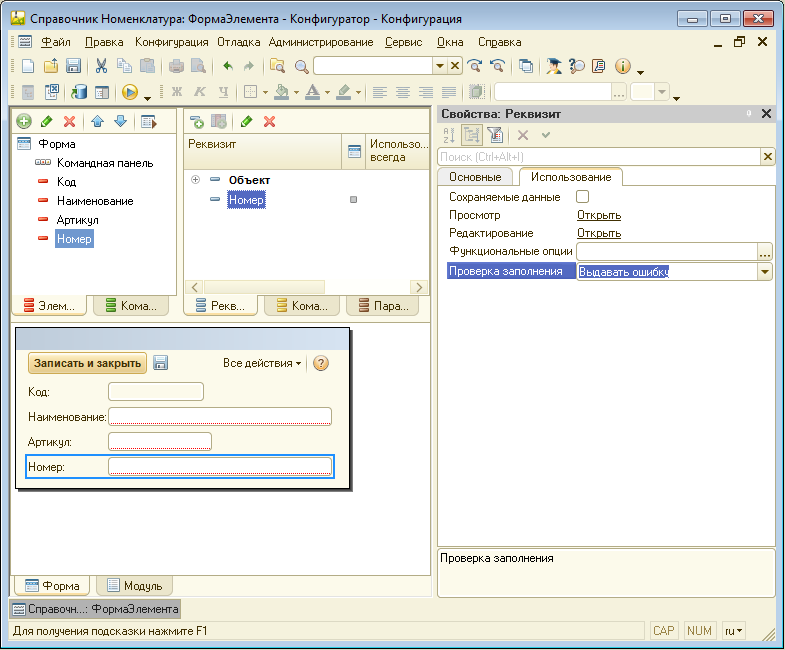 Справочник Номенклатура: ФормаЭлемента - Конфигуратор - Конфигурация
Файл Правка Конфигурация Отладка Администрирование Сервис Окна Справка
Ж К Ч
Форма
Командная панель
Код
Наименование
Артикул
Номер
Элем...
Кома...
Реквизит
Использо... всегда
Объект
Номер
Рекв...
Кома...
Пара...
Свойства: Реквизит
Поиск (Ctrl+Alt+I)
Основные
Использование
Сохраняемые данные
Просмотр Открыть
Редактирование Открыть
Функциональные опции ...
Проверка заполнения Выдавать ошибку
Записать и закрыть
Все действия
?
Код:
Наименование:
Артикул:
Номер:
Проверка заполнения
Форма
Модуль
Справочн...: ФормаЭлемента
Для получения подсказки нажмите F1
CAP NUM ru